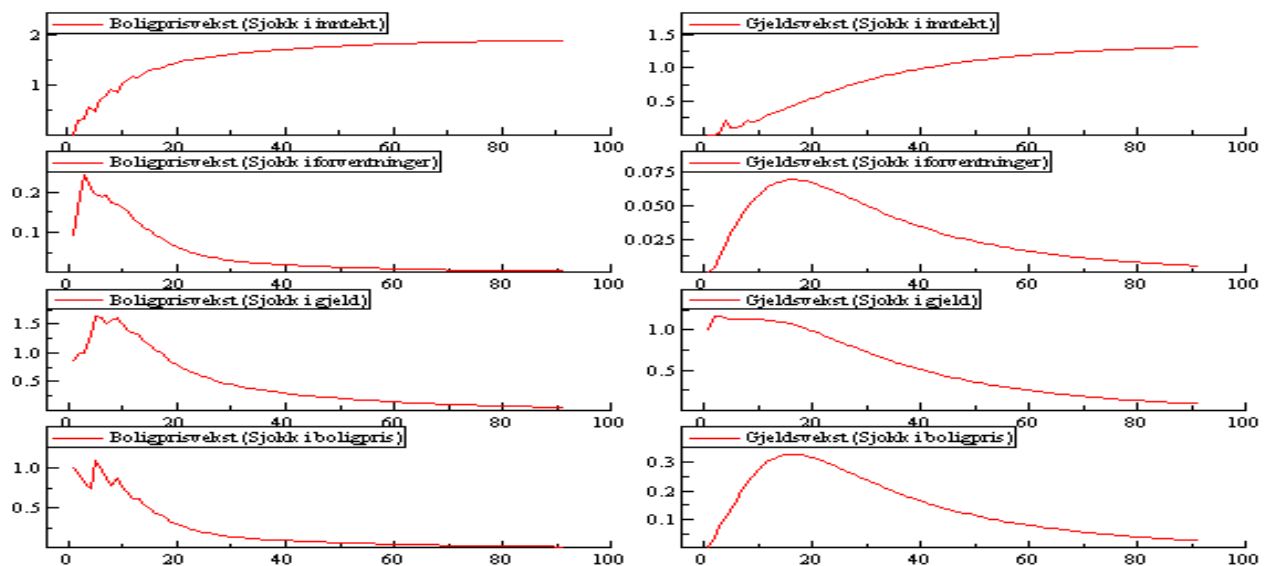 Boligprisvekst (Sjokk i inntekt)
2
1
0 20 40 60 80 100
Gjeldsvekst (Sjokk i inntekt)
1.5
1.0
0.5
0 20 40 60 80 100
Boligprisvekst (Sjokk i forventninger)
0.2
0.1
0 20 40 60 80 100
Gjeldsvekst (Sjokk i forventninger)
0.075
0.050
0.025
0 20 40 60 80 100
Boligprisvekst (Sjokk i gjeld)
1.5
1.0
0.5
0 20 40 60 80 100
Gjeldsvekst (Sjokk i gjeld)
1.0
0.5
0 20 40 60 80 100
Boligprisvekst (Sjokk i boligpris)
1.0
0.5
0 20 40 60 80 100
Gjeldsvekst (Sjokk i boligpris)
0.3
0.2
0.1
0 20 40 60 80 100